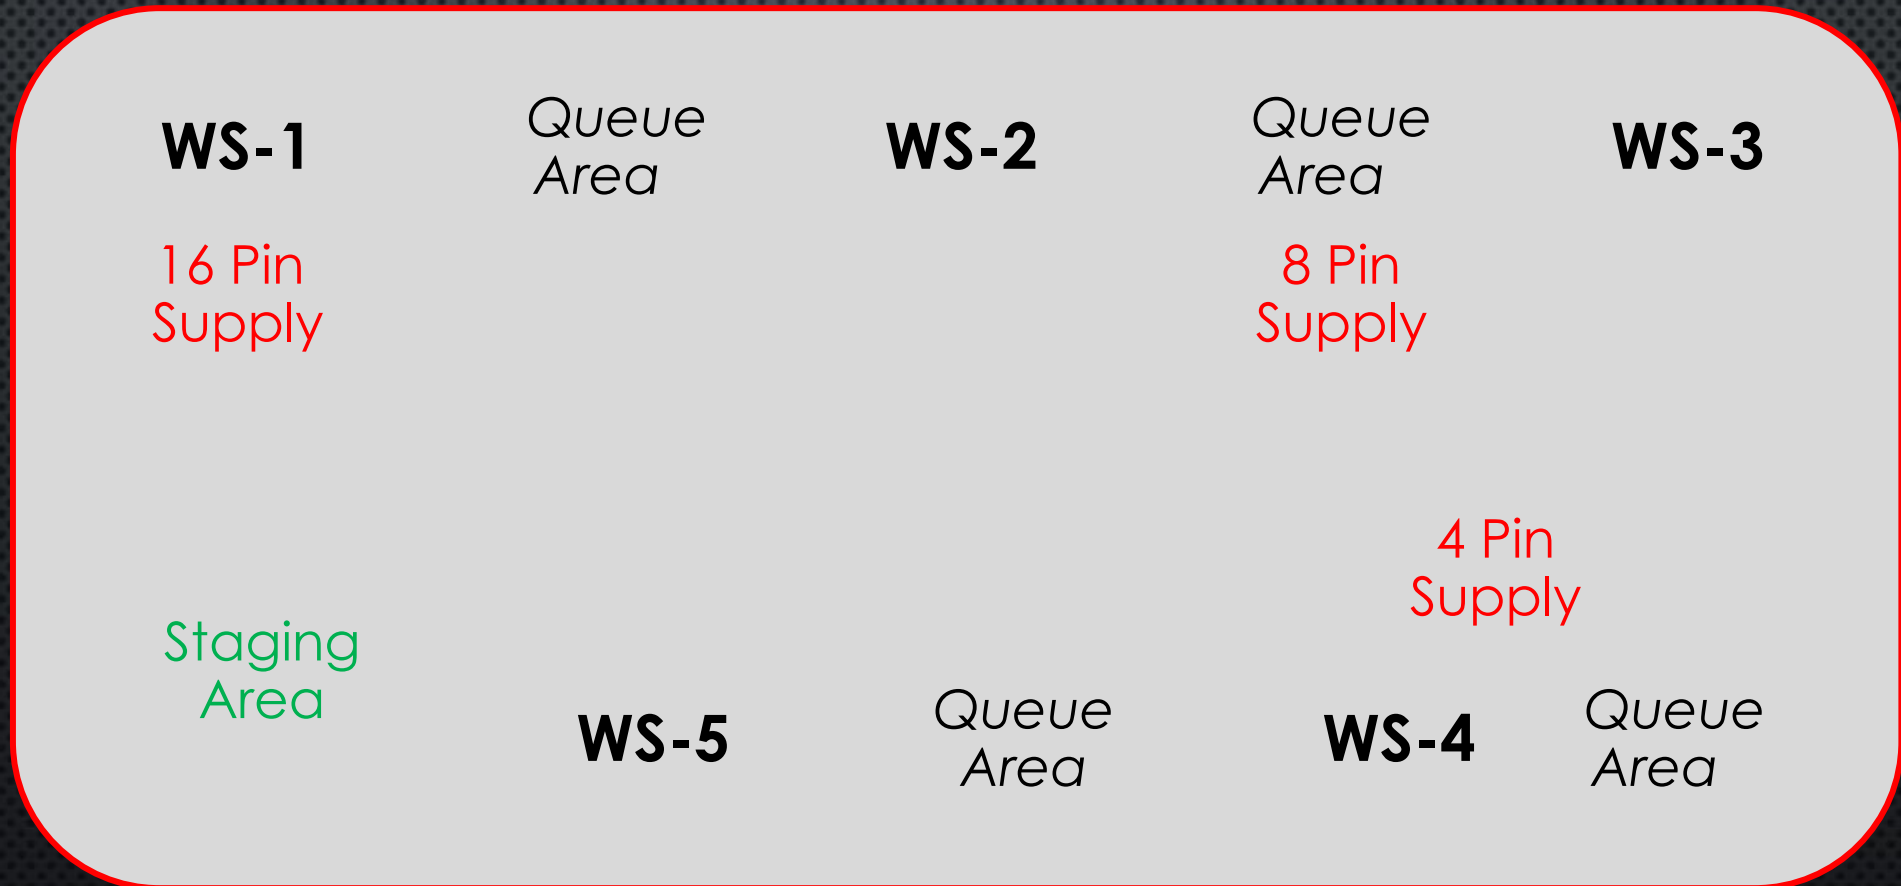 WS-1
Queue
Area
WS-2
Queue
Area
WS-3
16 Pin
Supply
8 Pin
Supply
4 Pin
Supply
Staging
Area
WS-5
Queue
Area
WS-4
Queue
Area